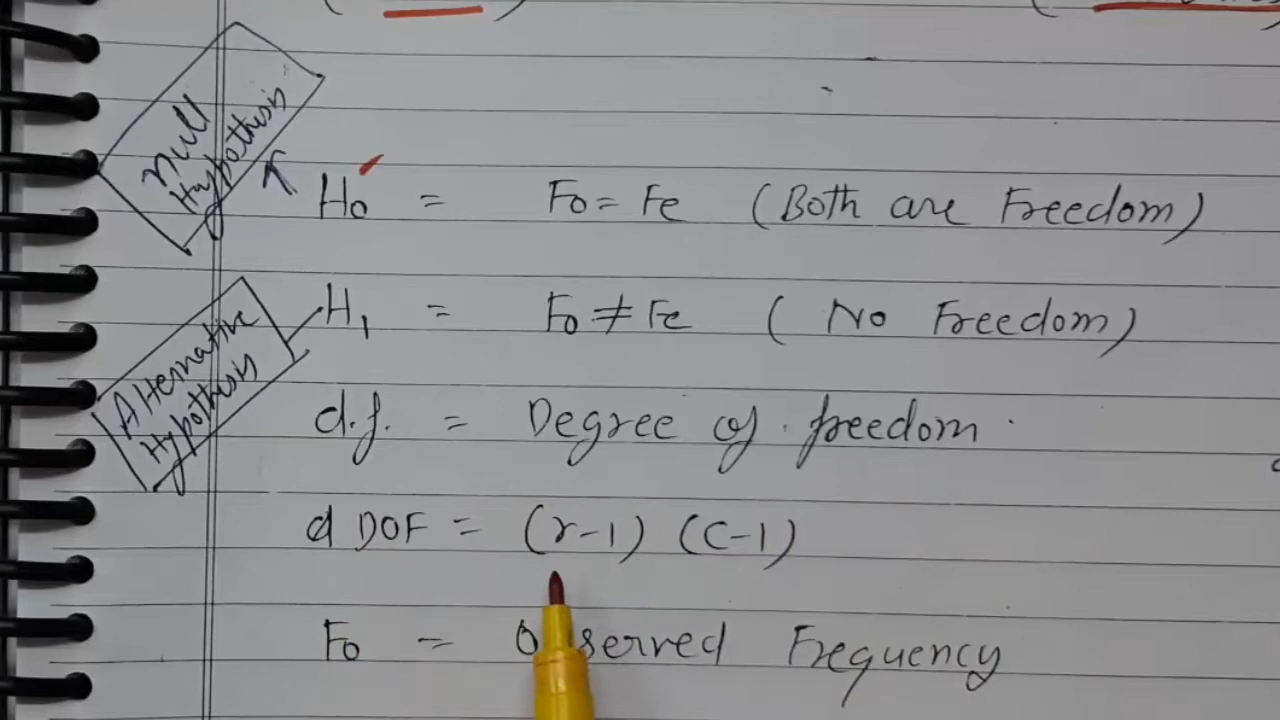 Null
Hypothesis
H0 = Fo = Fe (Both are Freedom)
Alternative
Hypothesis
H1 = Fo ≠ Fe ( No Freedom)
d.f. = Degree of freedom.
d DOF = (r-1) (C-1)
Fo = Observed Frequency